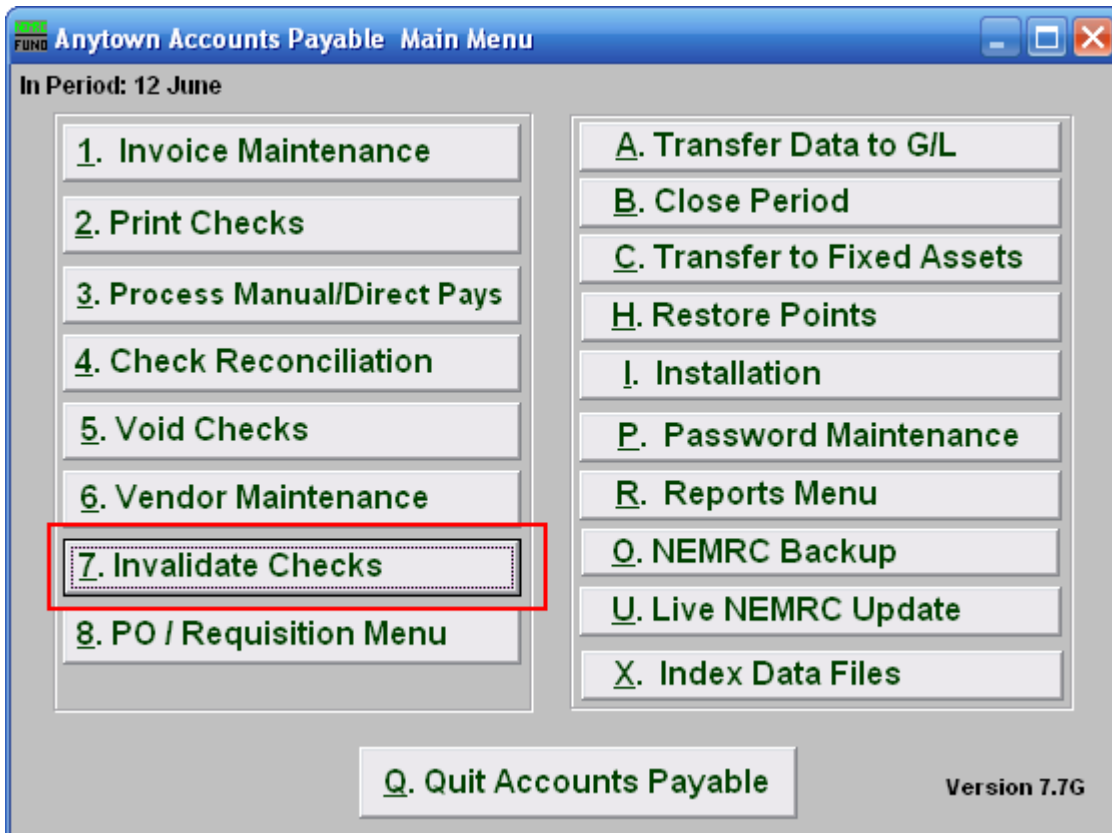 NEMRC
FUND
Anytown Accounts Payable Main Menu
In Period: 12 June
1. Invoice Maintenance
2. Print Checks
3. Process Manual/Direct Pays
4. Check Reconciliation
5. Void Checks
6. Vendor Maintenance
7. Invalidate Checks
8. PO / Requisition Menu
A. Transfer Data to G/L
B. Close Period
C. Transfer to Fixed Assets
H. Restore Points
I. Installation
P. Password Maintenance
R. Reports Menu
O. NEMRC Backup
U. Live NEMRC Update
X. Index Data Files
Q. Quit Accounts Payable
Version 7.7G